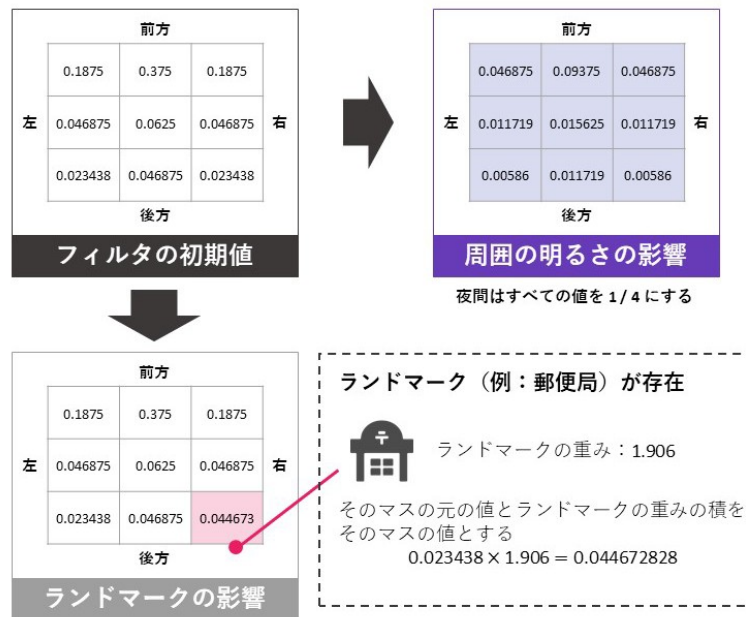 前方
0.1875 0.375 0.1875
左 0.046875 0.0625 0.046875 右
0.023438 0.046875 0.023438
後方
フィルタの初期値
前方
0.046875 0.09375 0.046875
左 0.011719 0.015625 0.011719 右
0.00586 0.011719 0.00586
後方
周囲の明るさの影響
夜間はすべての値を 1 / 4 にする
前方
0.1875 0.375 0.1875
左 0.046875 0.0625 0.046875 右
0.023438 0.046875 0.044673
後方
ランドマークの影響
ランドマーク（例：郵便局）が存在
〒
ランドマークの重み：1.906
そのマスの元の値とランドマークの重みの積を
そのマスの値とする
0.023438 × 1.906 = 0.044672828